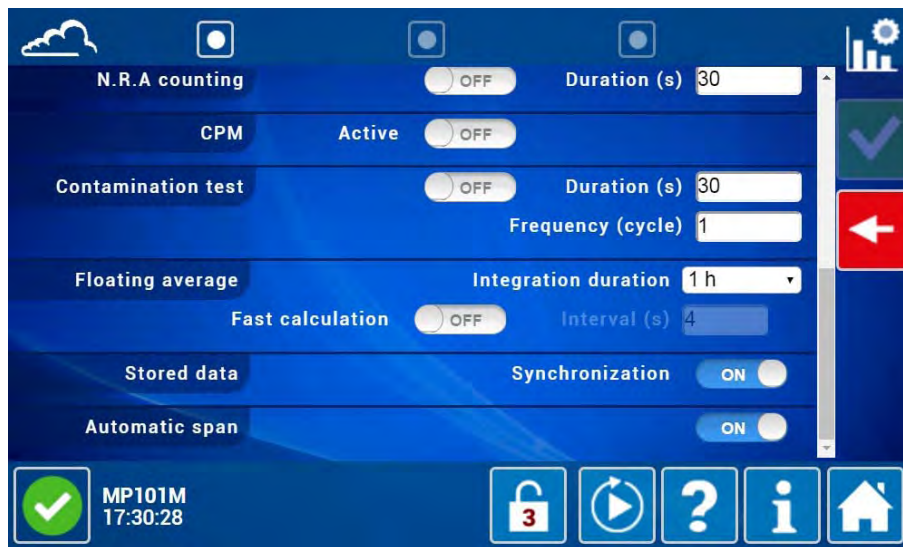 N.R.A counting OFF Duration (s) 30
CPM Active OFF
Contamination test OFF Duration (s) 30
Frequency (cycle) 1
Floating average Integration duration 1 h
Fast calculation OFF Interval (s) 4
Stored data Synchronization ON
Automatic span ON
MP101M
17:30:28
3
?
i